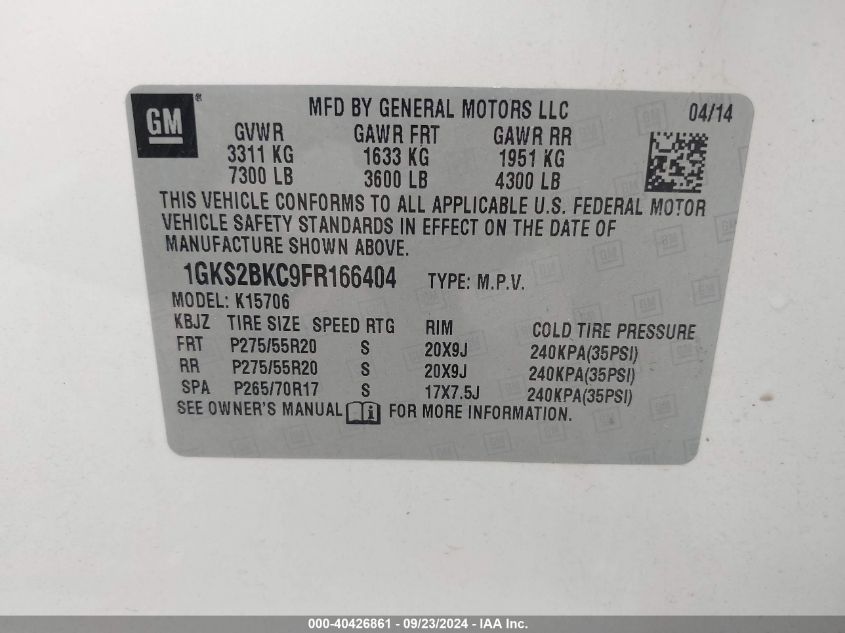 GM®
MFD BY GENERAL MOTORS LLC 04/14
GVWR GAWR FRT GAWR RR
3311 KG 1633 KG 1951 KG
7300 LB 3600 LB 4300 LB
THIS VEHICLE CONFORMS TO ALL APPLICABLE U.S. FEDERAL MOTOR
VEHICLE SAFETY STANDARDS IN EFFECT ON THE DATE OF
MANUFACTURE SHOWN ABOVE.
1GKS2BKC9FR166404 TYPE: M.P.V.
MODEL: K15706
KBJZ TIRE SIZE SPEED RTG RIM COLD TIRE PRESSURE
FRT P275/55R20 S 20X9J 240KPA(35PSI)
RR P275/55R20 S 20X9J 240KPA(35PSI)
SPA P265/70R17 S 17X7.5J 240KPA(35PSI)
SEE OWNER'S MANUAL FOR MORE INFORMATION.
000-40426861 - 09/23/2024 - IAA Inc.